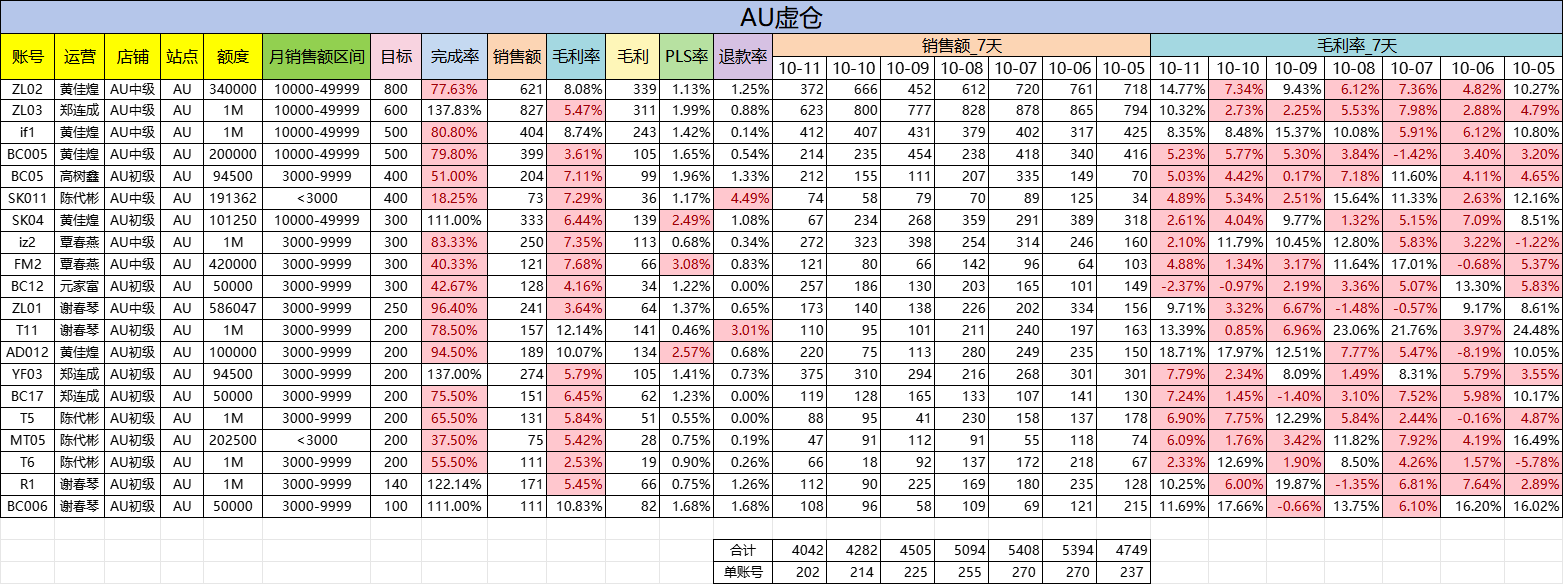 AU虚仓
账号 运营 店铺 站点 额度 月销售额区间 目标 完成率 销售额 毛利率 毛利 PLS率 退款率 销售额_7天 毛利率_7天
10-11 10-10 10-09 10-08 10-07 10-06 10-05 10-11 10-10 10-09 10-08 10-07 10-06 10-05
ZL02 黄佳煌 AU中级 AU 340000 10000-49999 800 77.63% 621 8.08% 339 1.13% 1.25% 372 666 452 612 720 761 718 14.77% 7.34% 9.43% 6.12% 7.36% 4.82% 10.27%
ZL03 郑连成 AU中级 AU 1M 10000-49999 600 137.83% 827 5.47% 311 1.99% 0.88% 623 800 777 828 878 865 794 10.32% 2.73% 2.25% 5.53% 7.98% 2.88% 4.79%
if1 黄佳煌 AU中级 AU 1M 10000-49999 500 80.80% 404 8.74% 243 1.42% 0.14% 412 407 431 379 402 317 425 8.35% 8.48% 15.37% 10.08% 5.91% 6.12% 10.80%
BC005 黄佳煌 AU中级 AU 200000 10000-49999 500 79.80% 399 3.61% 105 1.65% 0.54% 214 235 454 238 418 340 416 5.23% 5.77% 5.30% 3.84% -1.42% 3.40% 3.20%
BC05 高树鑫 AU初级 AU 94500 3000-9999 400 51.00% 204 7.11% 99 1.96% 1.33% 212 155 111 207 335 149 70 5.03% 4.42% 0.17% 7.18% 11.60% 4.11% 4.65%
SK011 陈代彬 AU中级 AU 191362 <3000 400 18.25% 73 7.29% 36 1.17% 4.49% 74 58 79 70 89 125 34 4.89% 5.34% 2.51% 15.64% 11.33% 2.63% 12.16%
SK04 黄佳煌 AU初级 AU 101250 10000-49999 300 111.00% 333 6.44% 139 2.49% 1.08% 67 234 268 359 291 389 318 2.61% 4.04% 9.77% 1.32% 5.15% 7.09% 8.51%
iz2 覃春燕 AU中级 AU 1M 3000-9999 300 83.33% 250 7.35% 113 0.68% 0.34% 272 323 398 254 314 246 160 2.10% 11.79% 10.45% 12.80% 5.83% 3.22% -1.22%
FM2 覃春燕 AU中级 AU 420000 3000-9999 300 40.33% 121 7.68% 66 3.08% 0.83% 121 80 66 142 96 64 103 4.88% 1.34% 3.17% 11.64% 17.01% -0.68% 5.37%
BC12 元家富 AU初级 AU 50000 3000-9999 300 42.67% 128 4.16% 34 1.22% 0.00% 257 186 130 203 165 101 149 -2.37% -0.97% 2.19% 3.36% 5.07% 13.30% 5.83%
ZL01 谢春琴 AU中级 AU 586047 3000-9999 250 96.40% 241 3.64% 64 1.37% 0.65% 173 140 138 226 202 334 156 9.71% 3.32% 6.67% -1.48% -0.57% 9.17% 8.61%
T11 谢春琴 AU初级 AU 1M 3000-9999 200 78.50% 157 12.14% 141 0.46% 3.01% 110 95 101 211 240 197 163 13.39% 0.85% 6.96% 23.06% 21.76% 3.97% 24.48%
AD012 黄佳煌 AU初级 AU 100000 3000-9999 200 94.50% 189 10.07% 134 2.57% 0.68% 220 75 113 280 249 235 150 18.71% 17.97% 12.51% 7.77% 5.47% -8.19% 10.05%
YF03 郑连成 AU初级 AU 94500 3000-9999 200 137.00% 274 5.79% 105 1.41% 0.73% 375 310 294 216 268 301 301 7.79% 2.34% 8.09% 1.49% 8.31% 5.79% 3.55%
BC17 郑连成 AU初级 AU 50000 3000-9999 200 75.50% 151 6.45% 62 1.23% 0.00% 119 128 165 133 107 141 130 7.24% 1.45% -1.40% 3.10% 7.52% 5.98% 10.17%
T5 陈代彬 AU初级 AU 1M 3000-9999 200 65.50% 131 5.84% 51 0.55% 0.00% 88 95 41 230 158 137 178 6.90% 7.75% 12.29% 5.84% 2.44% -0.16% 4.87%
MT05 陈代彬 AU初级 AU 202500 <3000 200 37.50% 75 5.42% 28 0.75% 0.19% 47 91 112 91 55 118 74 6.09% 1.76% 3.42% 11.82% 7.92% 4.19% 16.49%
T6 陈代彬 AU初级 AU 1M 3000-9999 200 55.50% 111 2.53% 19 0.90% 0.26% 66 18 92 137 172 218 67 2.33% 12.69% 1.90% 8.50% 4.26% 1.57% -5.78%
R1 谢春琴 AU初级 AU 1M 3000-9999 140 122.14% 171 5.45% 66 0.75% 1.26% 112 90 225 169 180 235 128 10.25% 6.00% 19.87% -1.35% 6.81% 7.64% 2.89%
BC006 谢春琴 AU初级 AU 50000 3000-9999 100 111.00% 111 10.83% 82 1.68% 1.68% 108 96 58 109 69 121 215 11.69% 17.66% -0.66% 13.75% 6.10% 16.20% 16.02%
合计 4042 4282 4505 5094 5408 5394 4749
单账号 202 214 225 255 270 270 237